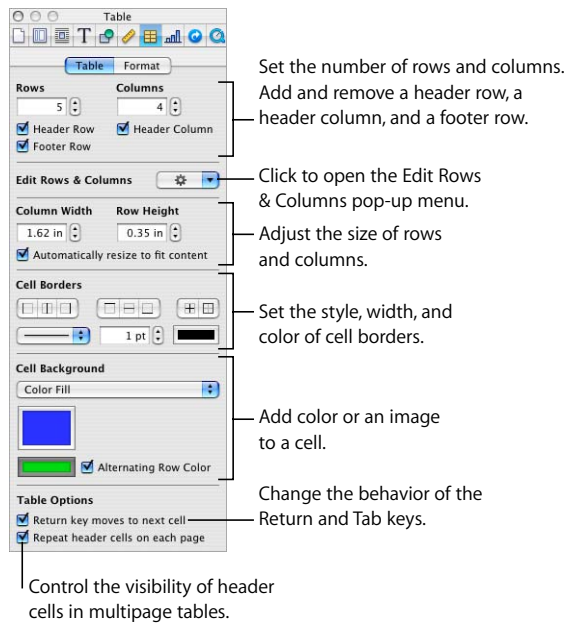 Table
Table Format
Set the number of rows and columns.
Add and remove a header row, a
header column, and a footer row.
Rows Columns
5 4
Header Row Header Column
Footer Row
Edit Rows & Columns
Click to open the Edit Rows
& Columns pop-up menu.
Column Width Row Height
1.62 in 0.35 in
Automatically resize to fit content
Adjust the size of rows
and columns.
Cell Borders
1 pt
Set the style, width, and
color of cell borders.
Cell Background
Color Fill
Alternating Row Color
Add color or an image
to a cell.
Table Options
Return key moves to next cell
Repeat header cells on each page
Change the behavior of the
Return and Tab keys.
Control the visibility of header
cells in multipage tables.